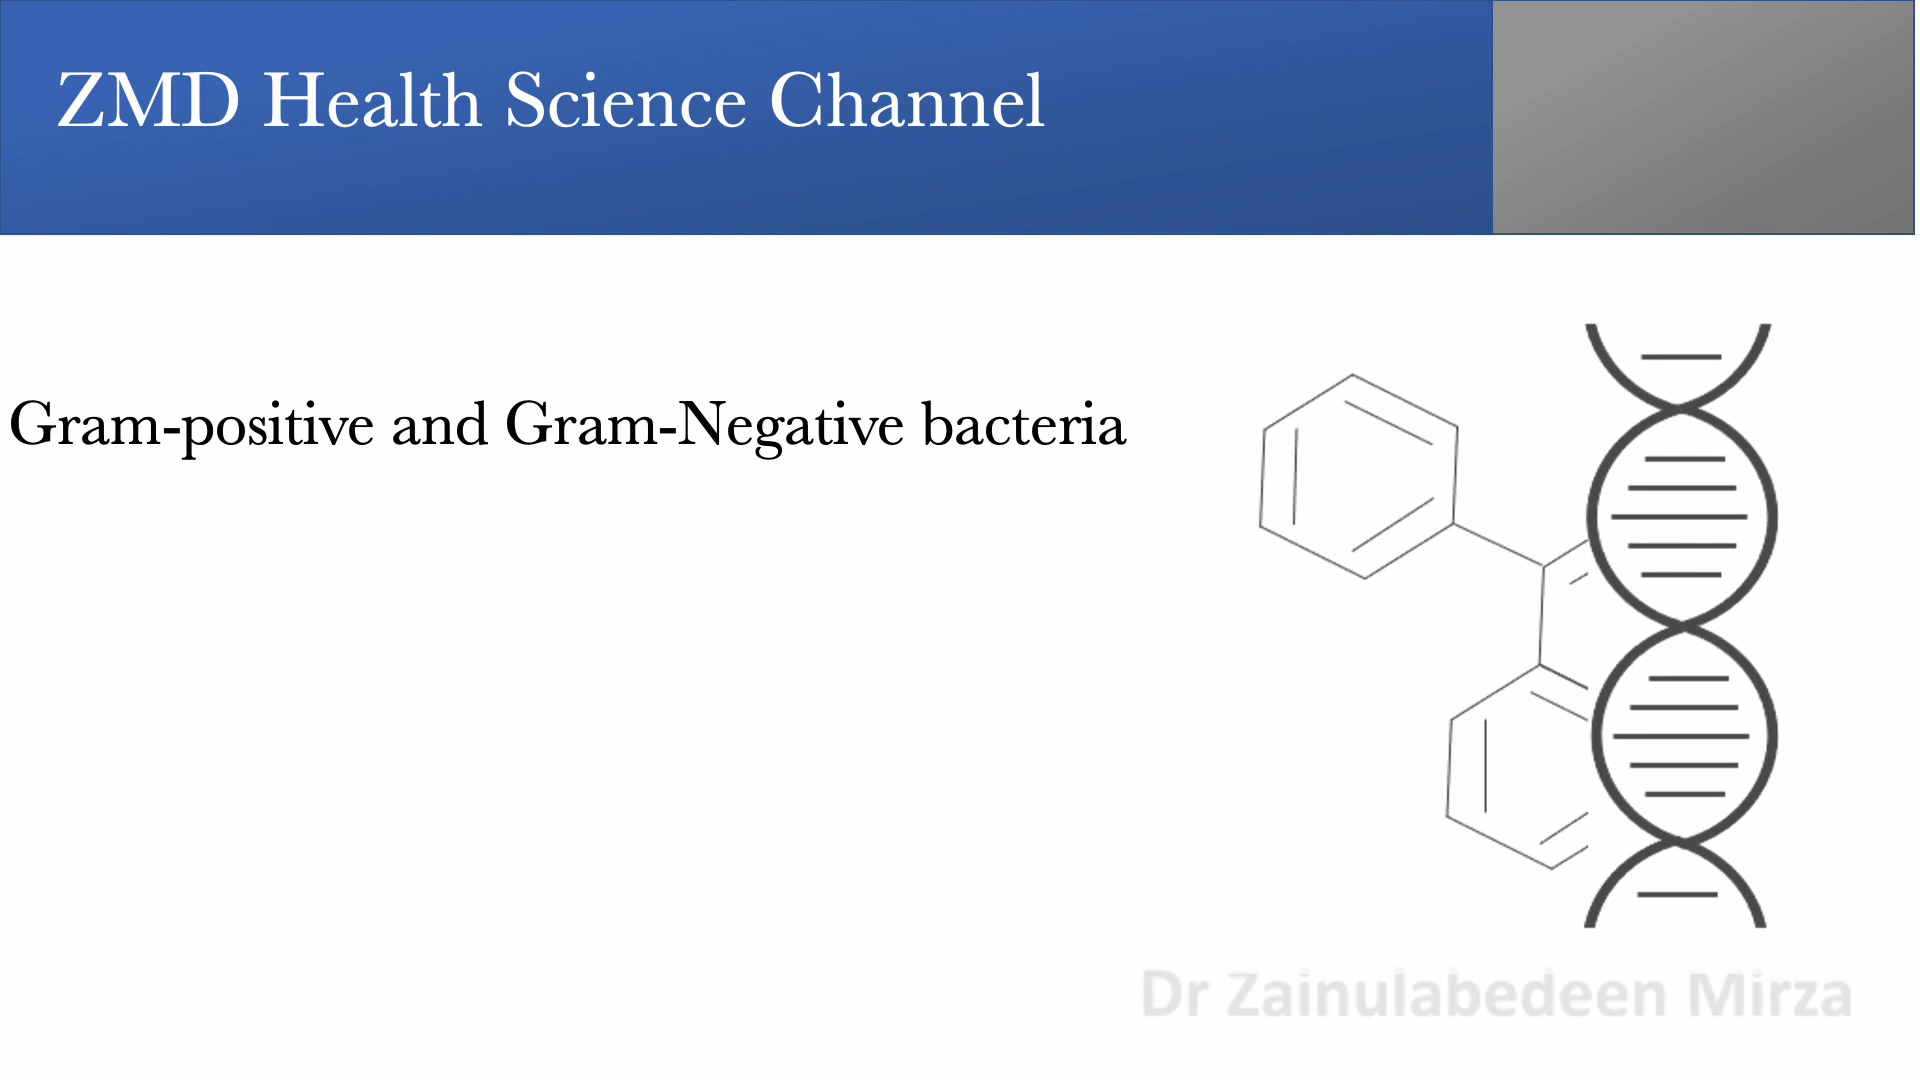 ZMD Health Science Channel
Gram-positive and Gram-Negative bacteria
Dr Zainulabedeen Mirza